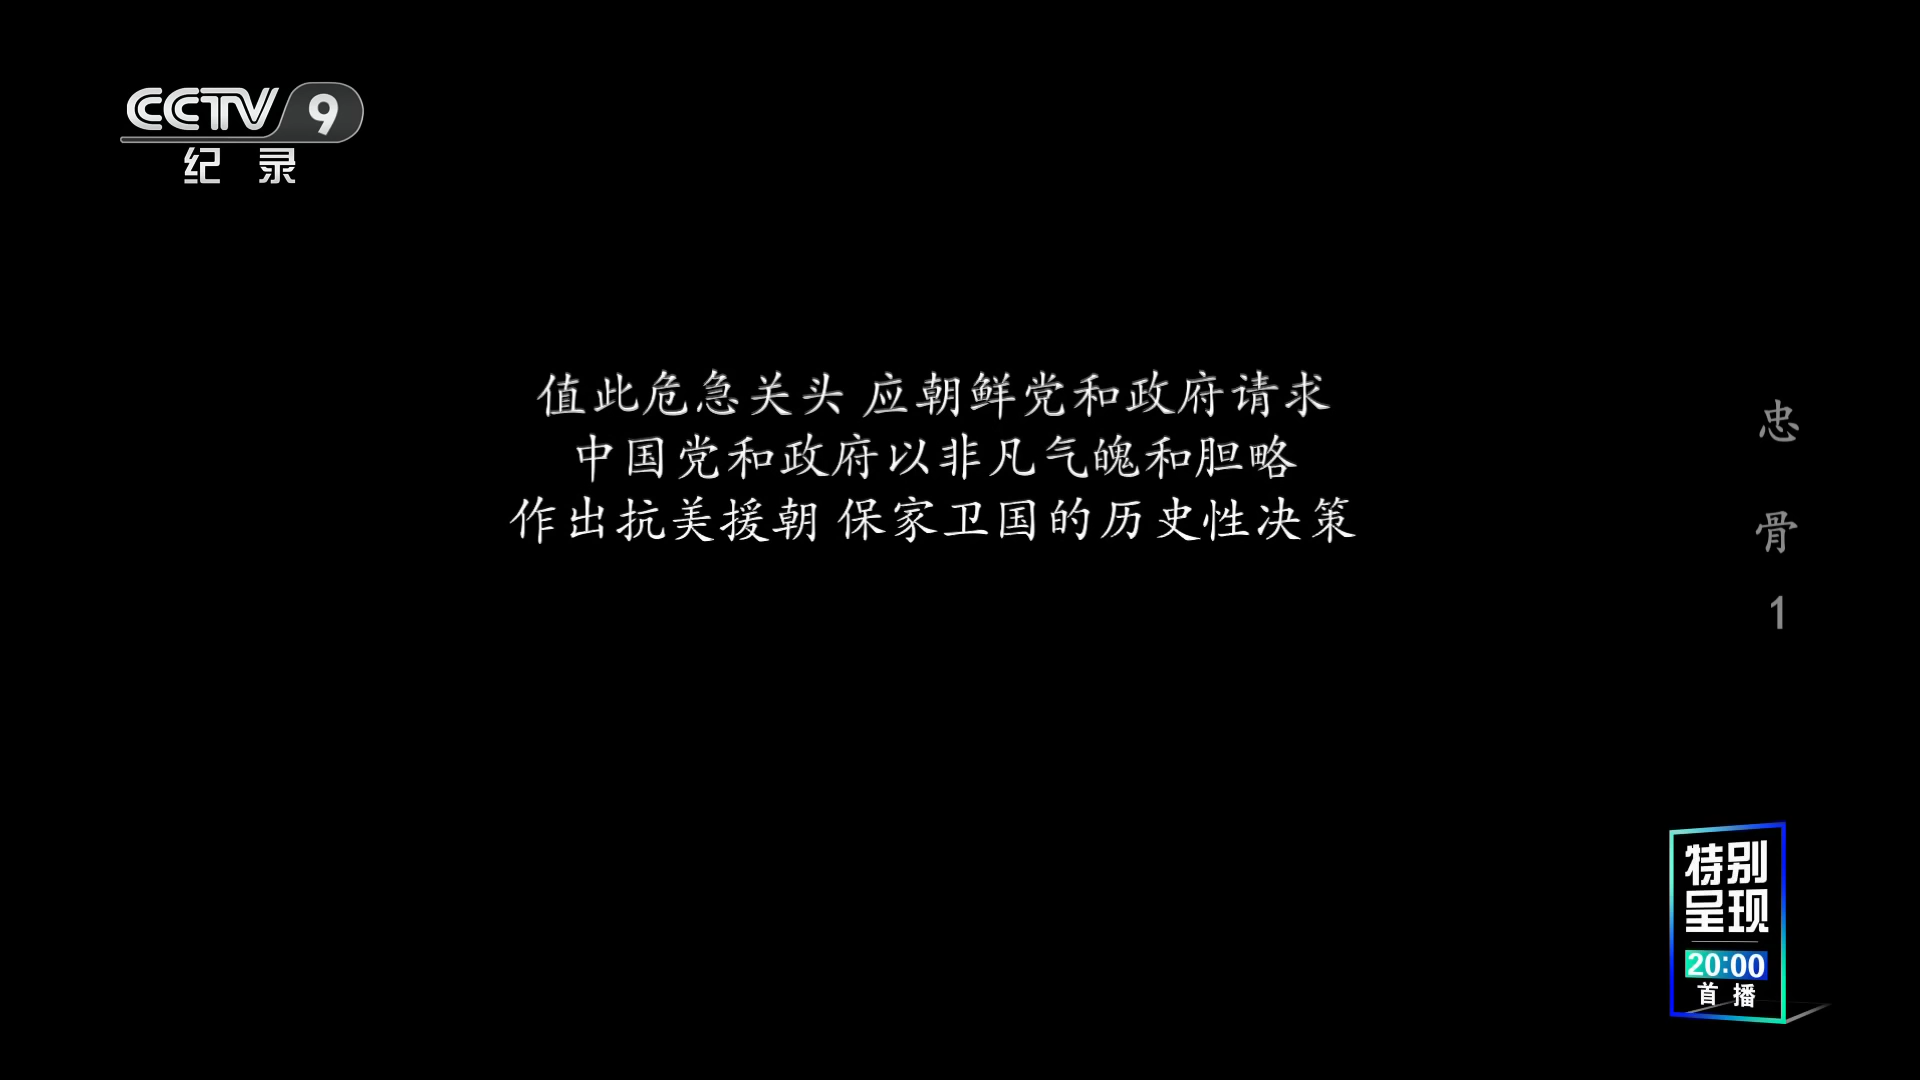 CCTV 9
纪 录
值此危急关头 应朝鲜党和政府请求
中国党和政府以非凡气魄和胆略
作出抗美援朝 保家卫国的历史性决策
忠
骨
1
特别
呈现
20:00
首 播